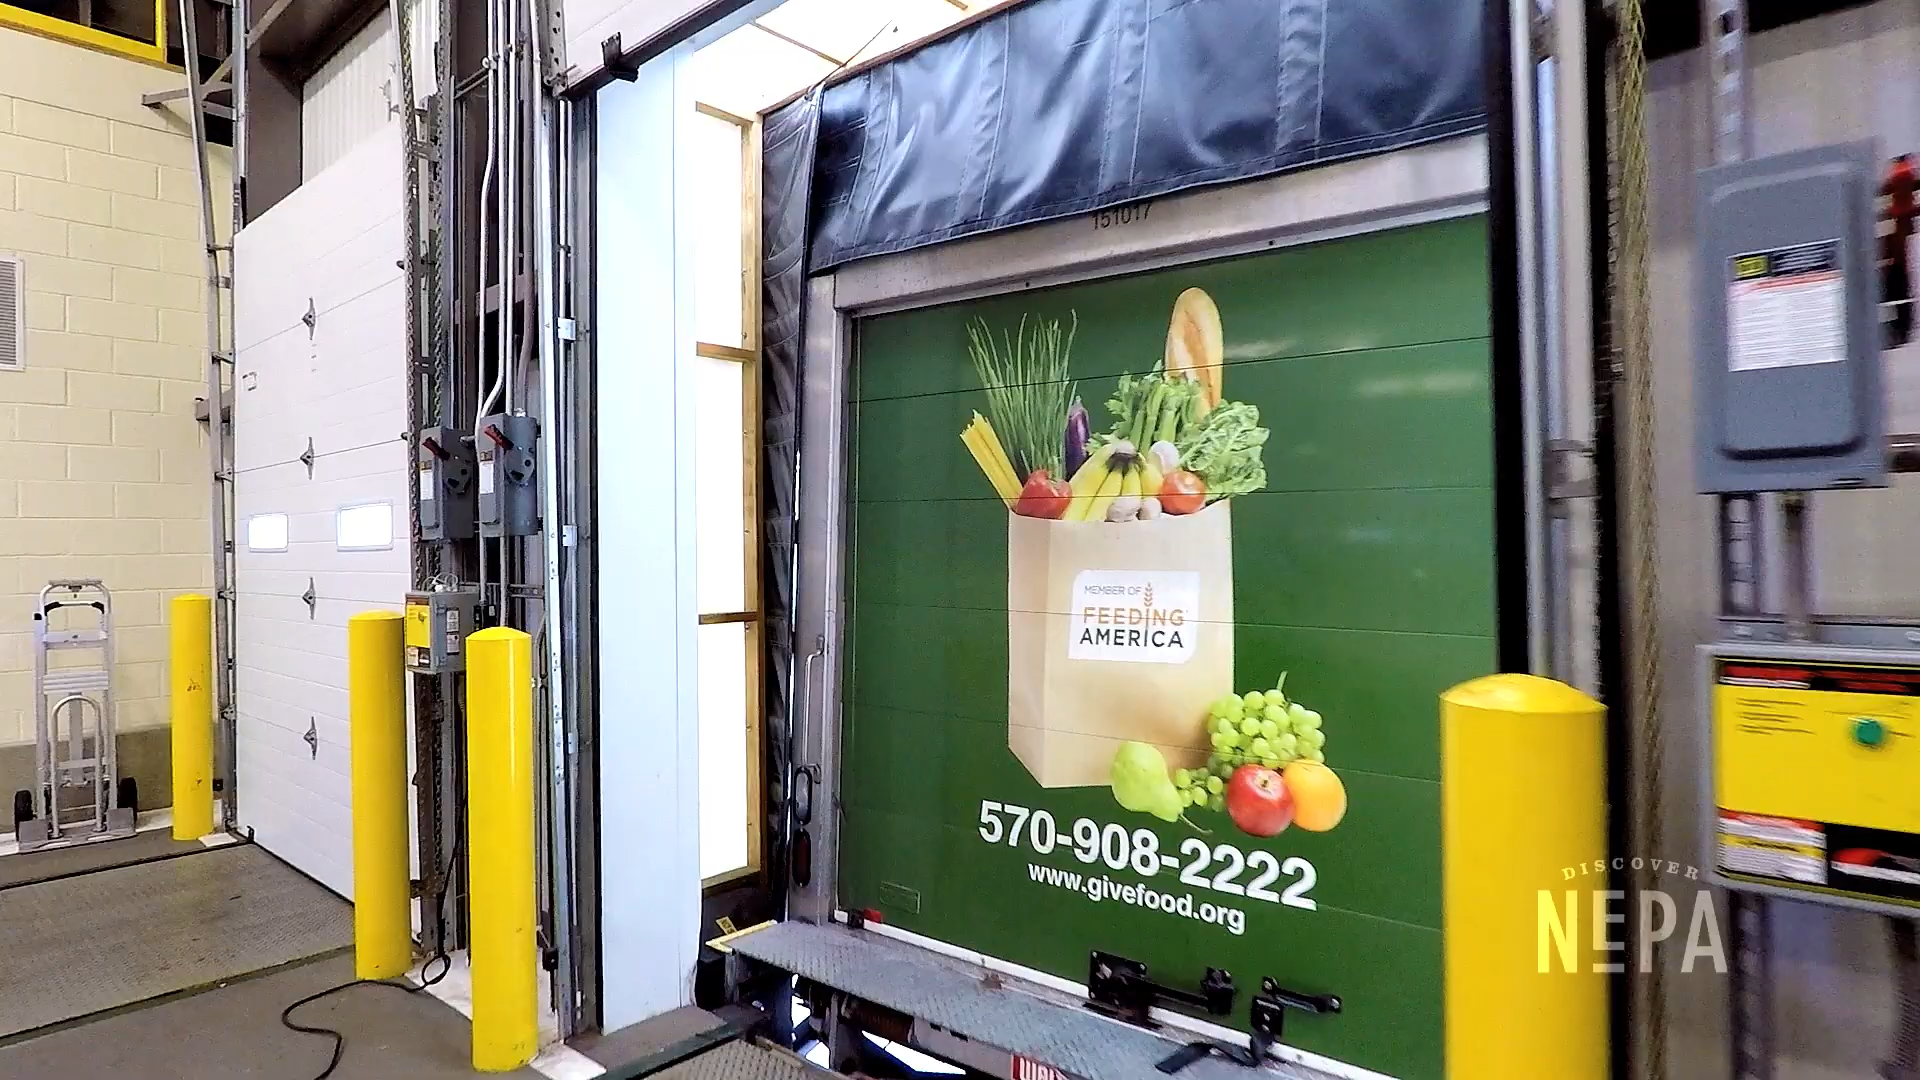 151017
MEMBER OF
FEEDING
AMERICA
570-908-2222
www.givefood.org
DISCOVER
NEPA